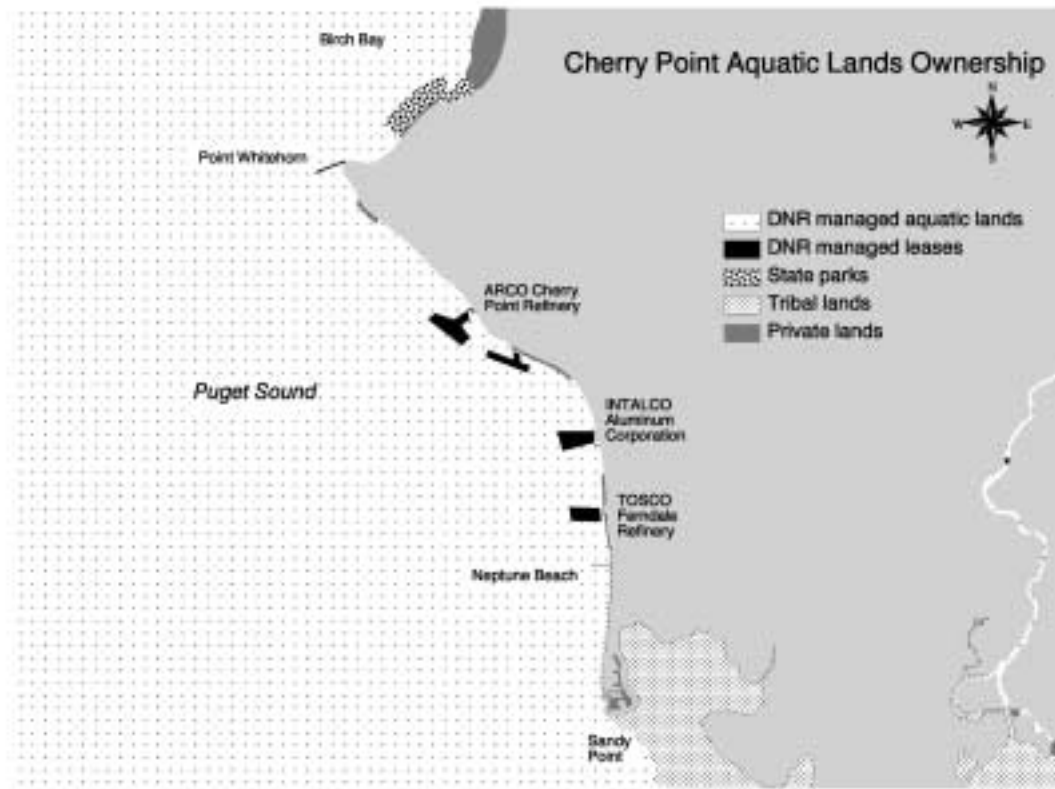 Birch Bay
Cherry Point Aquatic Lands Ownership
N
W E
S
Point Whitehorn
DNR managed aquatic lands
DNR managed leases
State parks
Tribal lands
Private lands
ARCO Cherry
Point Refinery
Puget Sound
INTALCO
Aluminum
Corporation
TOSCO
Ferndale
Refinery
Neptune Beach
Sandy
Point